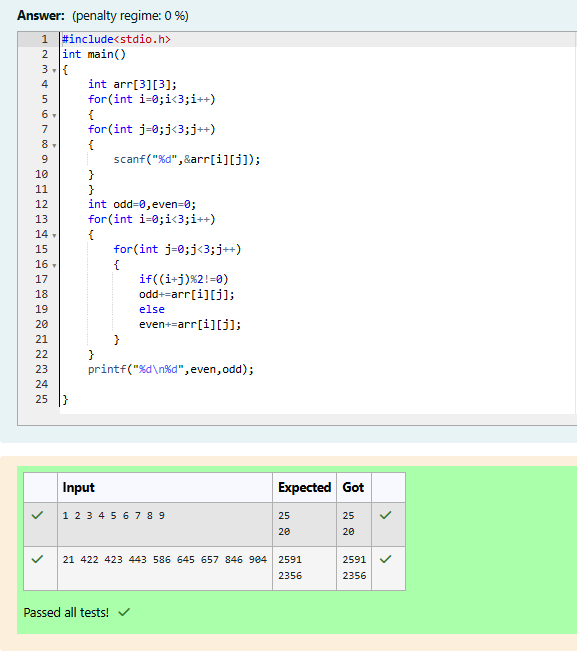 Answer: (penalty regime: 0 %)
1 #include<stdio.h>
2 int main()
3 {
4     int arr[3][3];
5     for(int i=0;i<3;i++)
6     {
7     for(int j=0;j<3;j++)
8     {
9         scanf("%d",&arr[i][j]);
10     }
11     }
12     int odd=0,even=0;
13     for(int i=0;i<3;i++)
14     {
15         for(int j=0;j<3;j++)
16         {
17             if((i+j)%2!=0)
18             odd+=arr[i][j];
19             else
20             even+=arr[i][j];
21         }
22     }
23     printf("%d\n%d",even,odd);
24
25 }
Input Expected Got
1 2 3 4 5 6 7 8 9 25 25
20 20
21 422 423 443 586 645 657 846 904 2591 2591
2356 2356
Passed all tests!